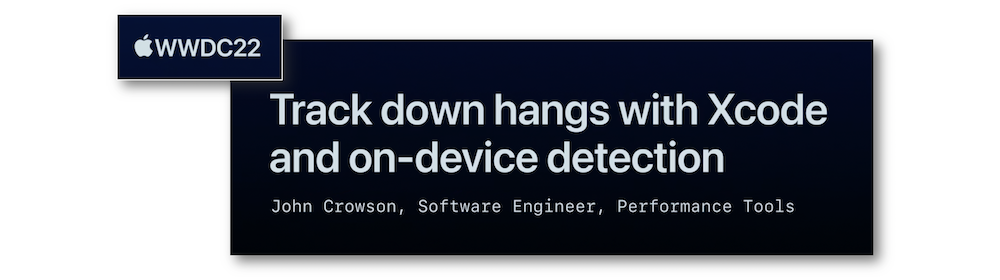 WWDC22
Track down hangs with Xcode
and on-device detection
John Crowson, Software Engineer, Performance Tools